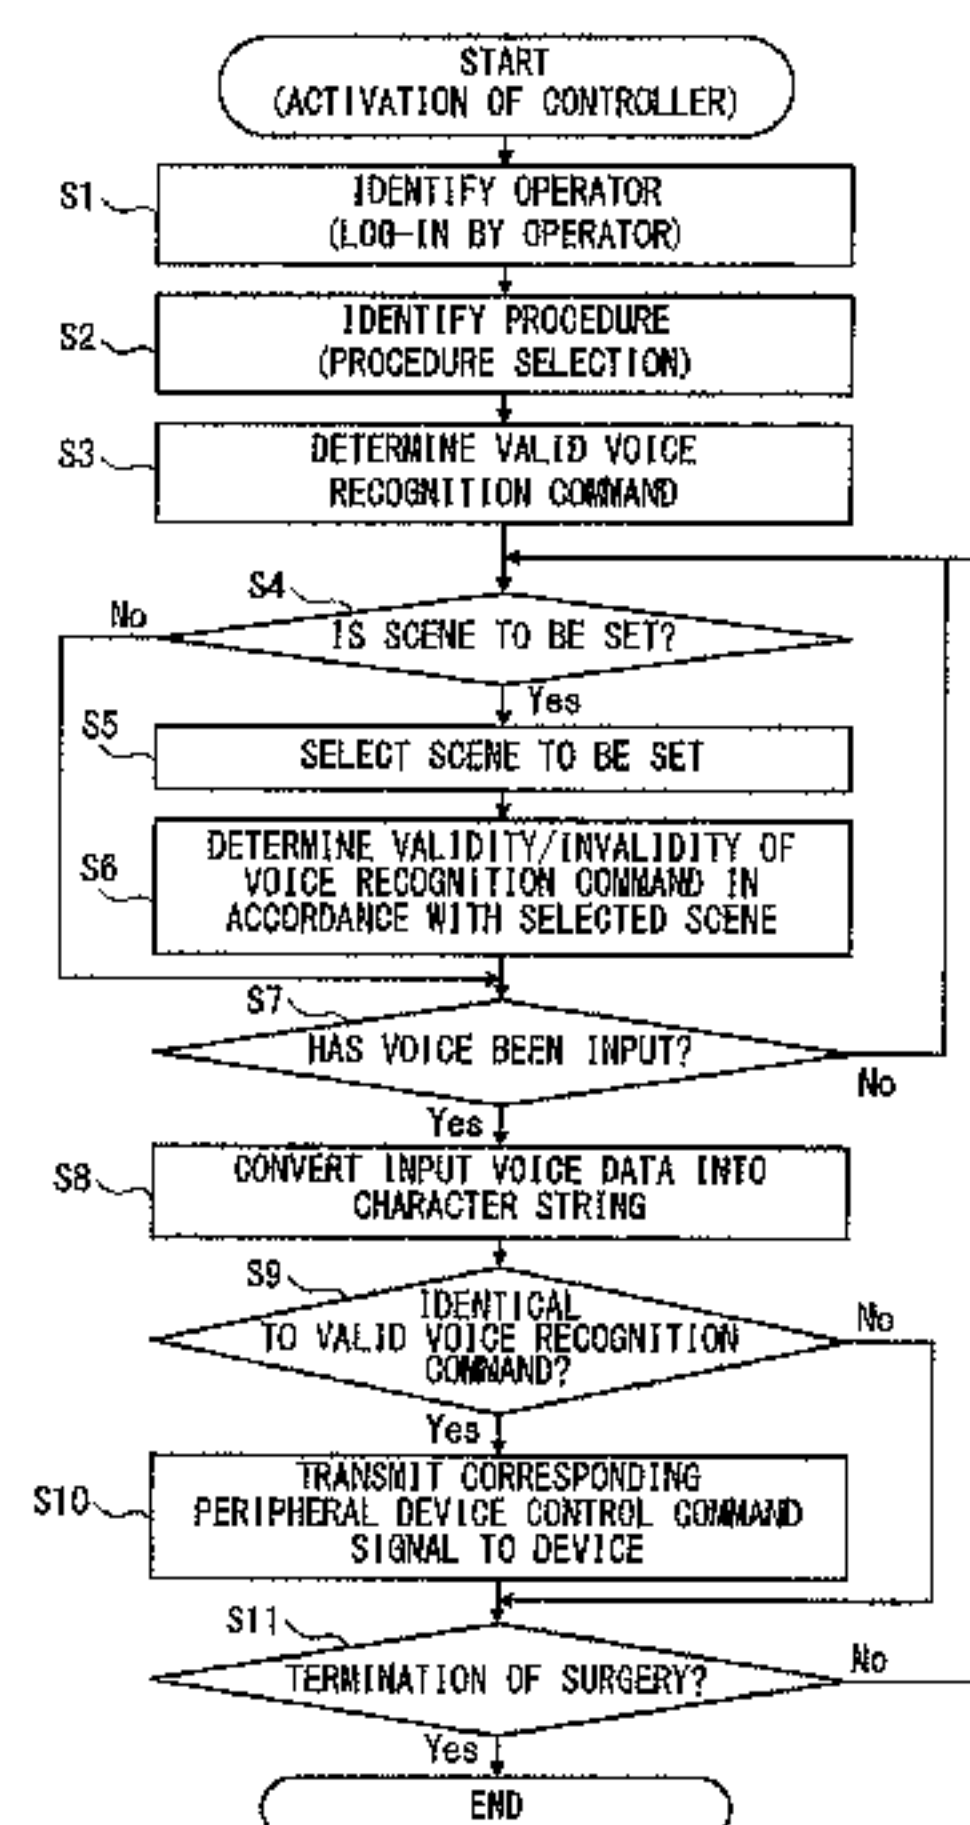 START
(ACTIVATION OF CONTROLLER)
S1
IDENTIFY OPERATOR
(LOG-IN BY OPERATOR)
S2
IDENTIFY PROCEDURE
(PROCEDURE SELECTION)
S3
DETERMINE VALID VOICE
RECOGNITION COMMAND
S4
No
IS SCENE TO BE SET?
Yes
S5
SELECT SCENE TO BE SET
S6
DETERMINE VALIDITY/INVALIDITY OF
VOICE RECOGNITION COMMAND IN
ACCORDANCE WITH SELECTED SCENE
S7
HAS VOICE BEEN INPUT?
No
Yes
S8
CONVERT INPUT VOICE DATA INTO
CHARACTER STRING
S9
IDENTICAL
TO VALID VOICE RECOGNITION
COMMAND?
No
Yes
S10
TRANSMIT CORRESPONDING
PERIPHERAL DEVICE CONTROL COMMAND
SIGNAL TO DEVICE
S11
TERMINATION OF SURGERY?
No
Yes
END